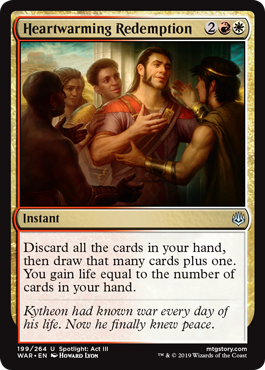 Heartwarming Redemption 2
Instant
Discard all the cards in your hand,
then draw that many cards plus one.
You gain life equal to the number of
cards in your hand.
Kytheon had known war every day of
his life. Now he finally knew peace.
199/264 U Spotlight: Act III
WAR • EN Howard Lyon
mtgstory.com
™ & © 2019 Wizards of the Coast